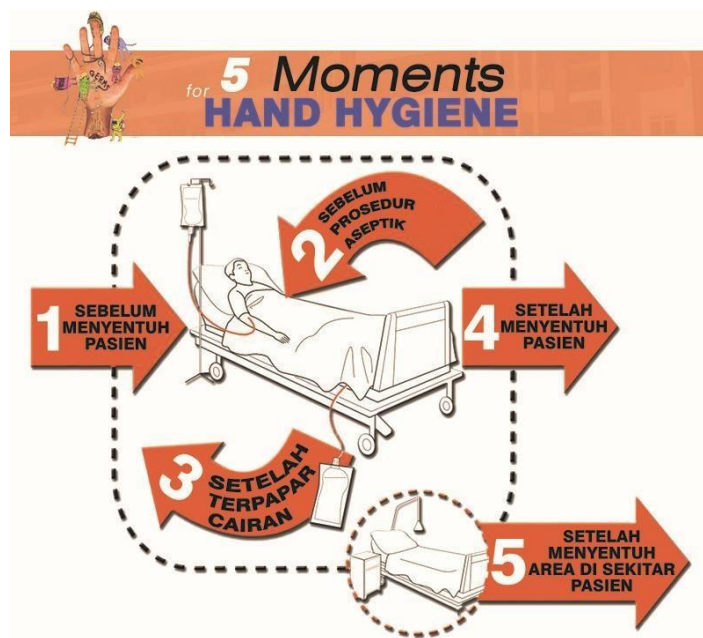 5 Moments
for HAND HYGIENE
GERMS
1 SEBELUM
MENYENTUH
PASIEN
2 SEBELUM
PROSEDUR
ASEPTIK
3 SETELAH
TERPAPAR
CAIRAN
4 SETELAH
MENYENTUH
PASIEN
5 SETELAH
MENYENTUH
AREA DI SEKITAR
PASIEN